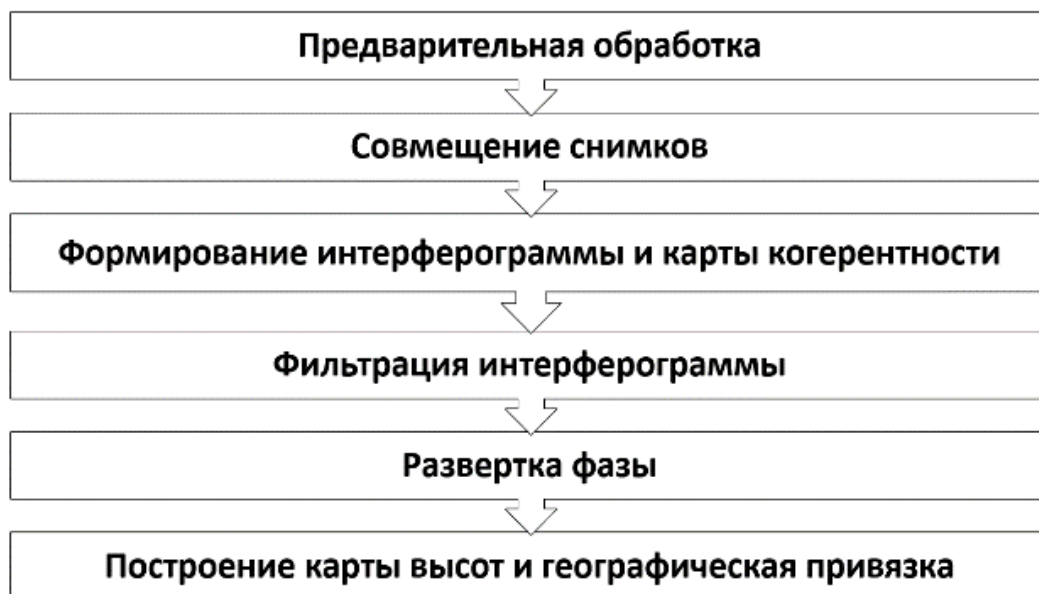 Предварительная обработка
Совмещение снимков
Формирование интерферограммы и карты когерентности
Фильтрация интерферограммы
Развертка фазы
Построение карты высот и географическая привязка